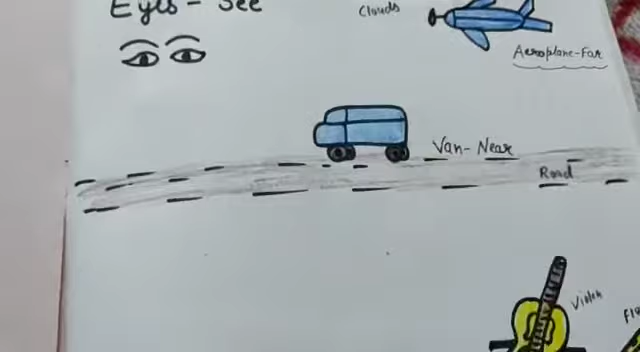 Eyes - See
Clouds
Aeroplane-Far
Van-Near
Road
Violin